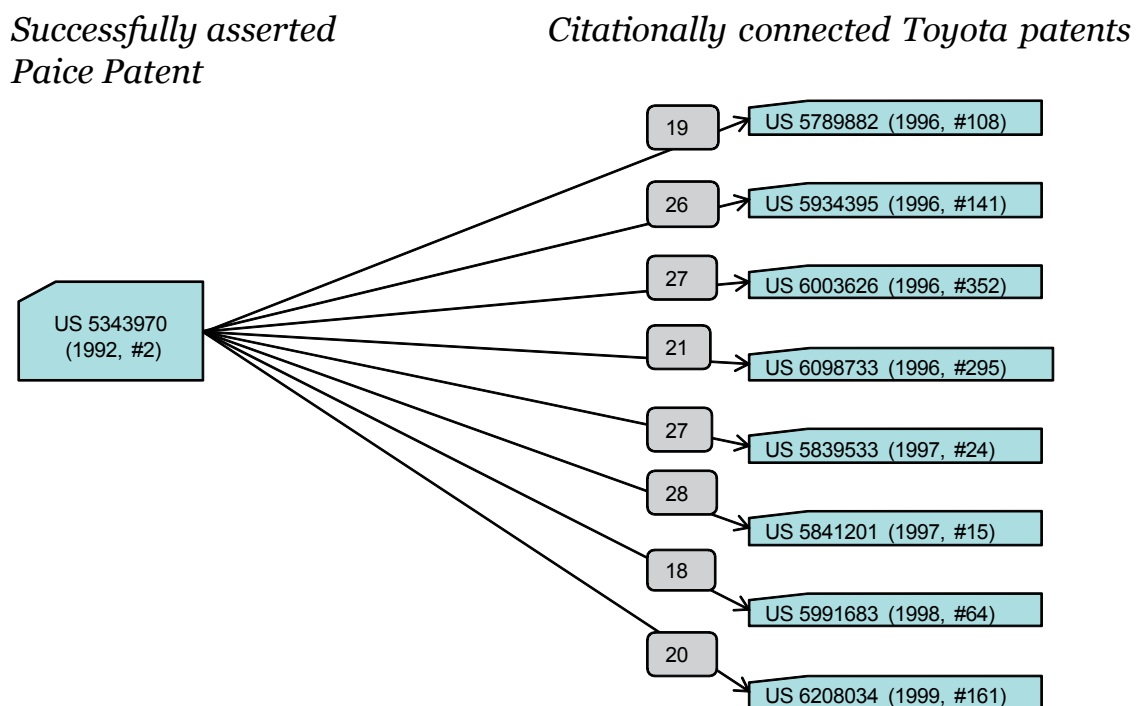 Successfully asserted
Paice Patent
Citationally connected Toyota patents
US 5343970
(1992, #2)
19
US 5789882 (1996, #108)
26
US 5934395 (1996, #141)
27
US 6003626 (1996, #352)
21
US 6098733 (1996, #295)
27
US 5839533 (1997, #24)
28
US 5841201 (1997, #15)
18
US 5991683 (1998, #64)
20
US 6208034 (1999, #161)